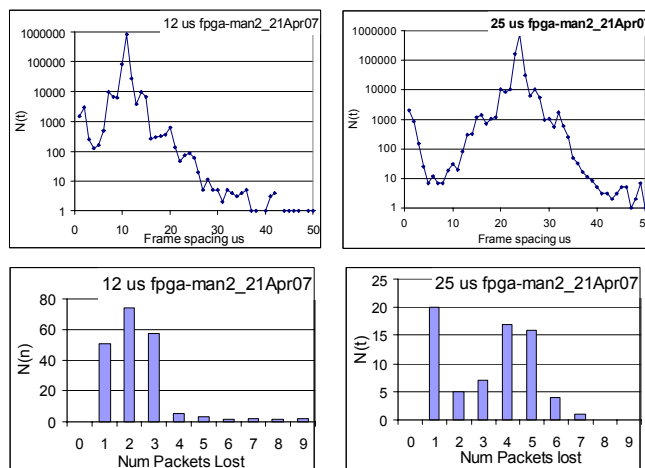 12 us fpga-man2_21Apr07
N(t)
1000000
100000
10000
1000
100
10
1
0 10 20 30 40 50
Frame spacing us
25 us fpga-man2_21Apr07
N(t)
1000000
100000
10000
1000
100
10
1
0 10 20 30 40 50
Frame spacing us
12 us fpga-man2_21Apr07
N(n)
80
60
40
20
0
0 1 2 3 4 5 6 7 8 9
Num Packets Lost
25 us fpga-man2_21Apr07
N(t)
25
20
15
10
5
0
0 1 2 3 4 5 6 7 8 9
Num Packets lost